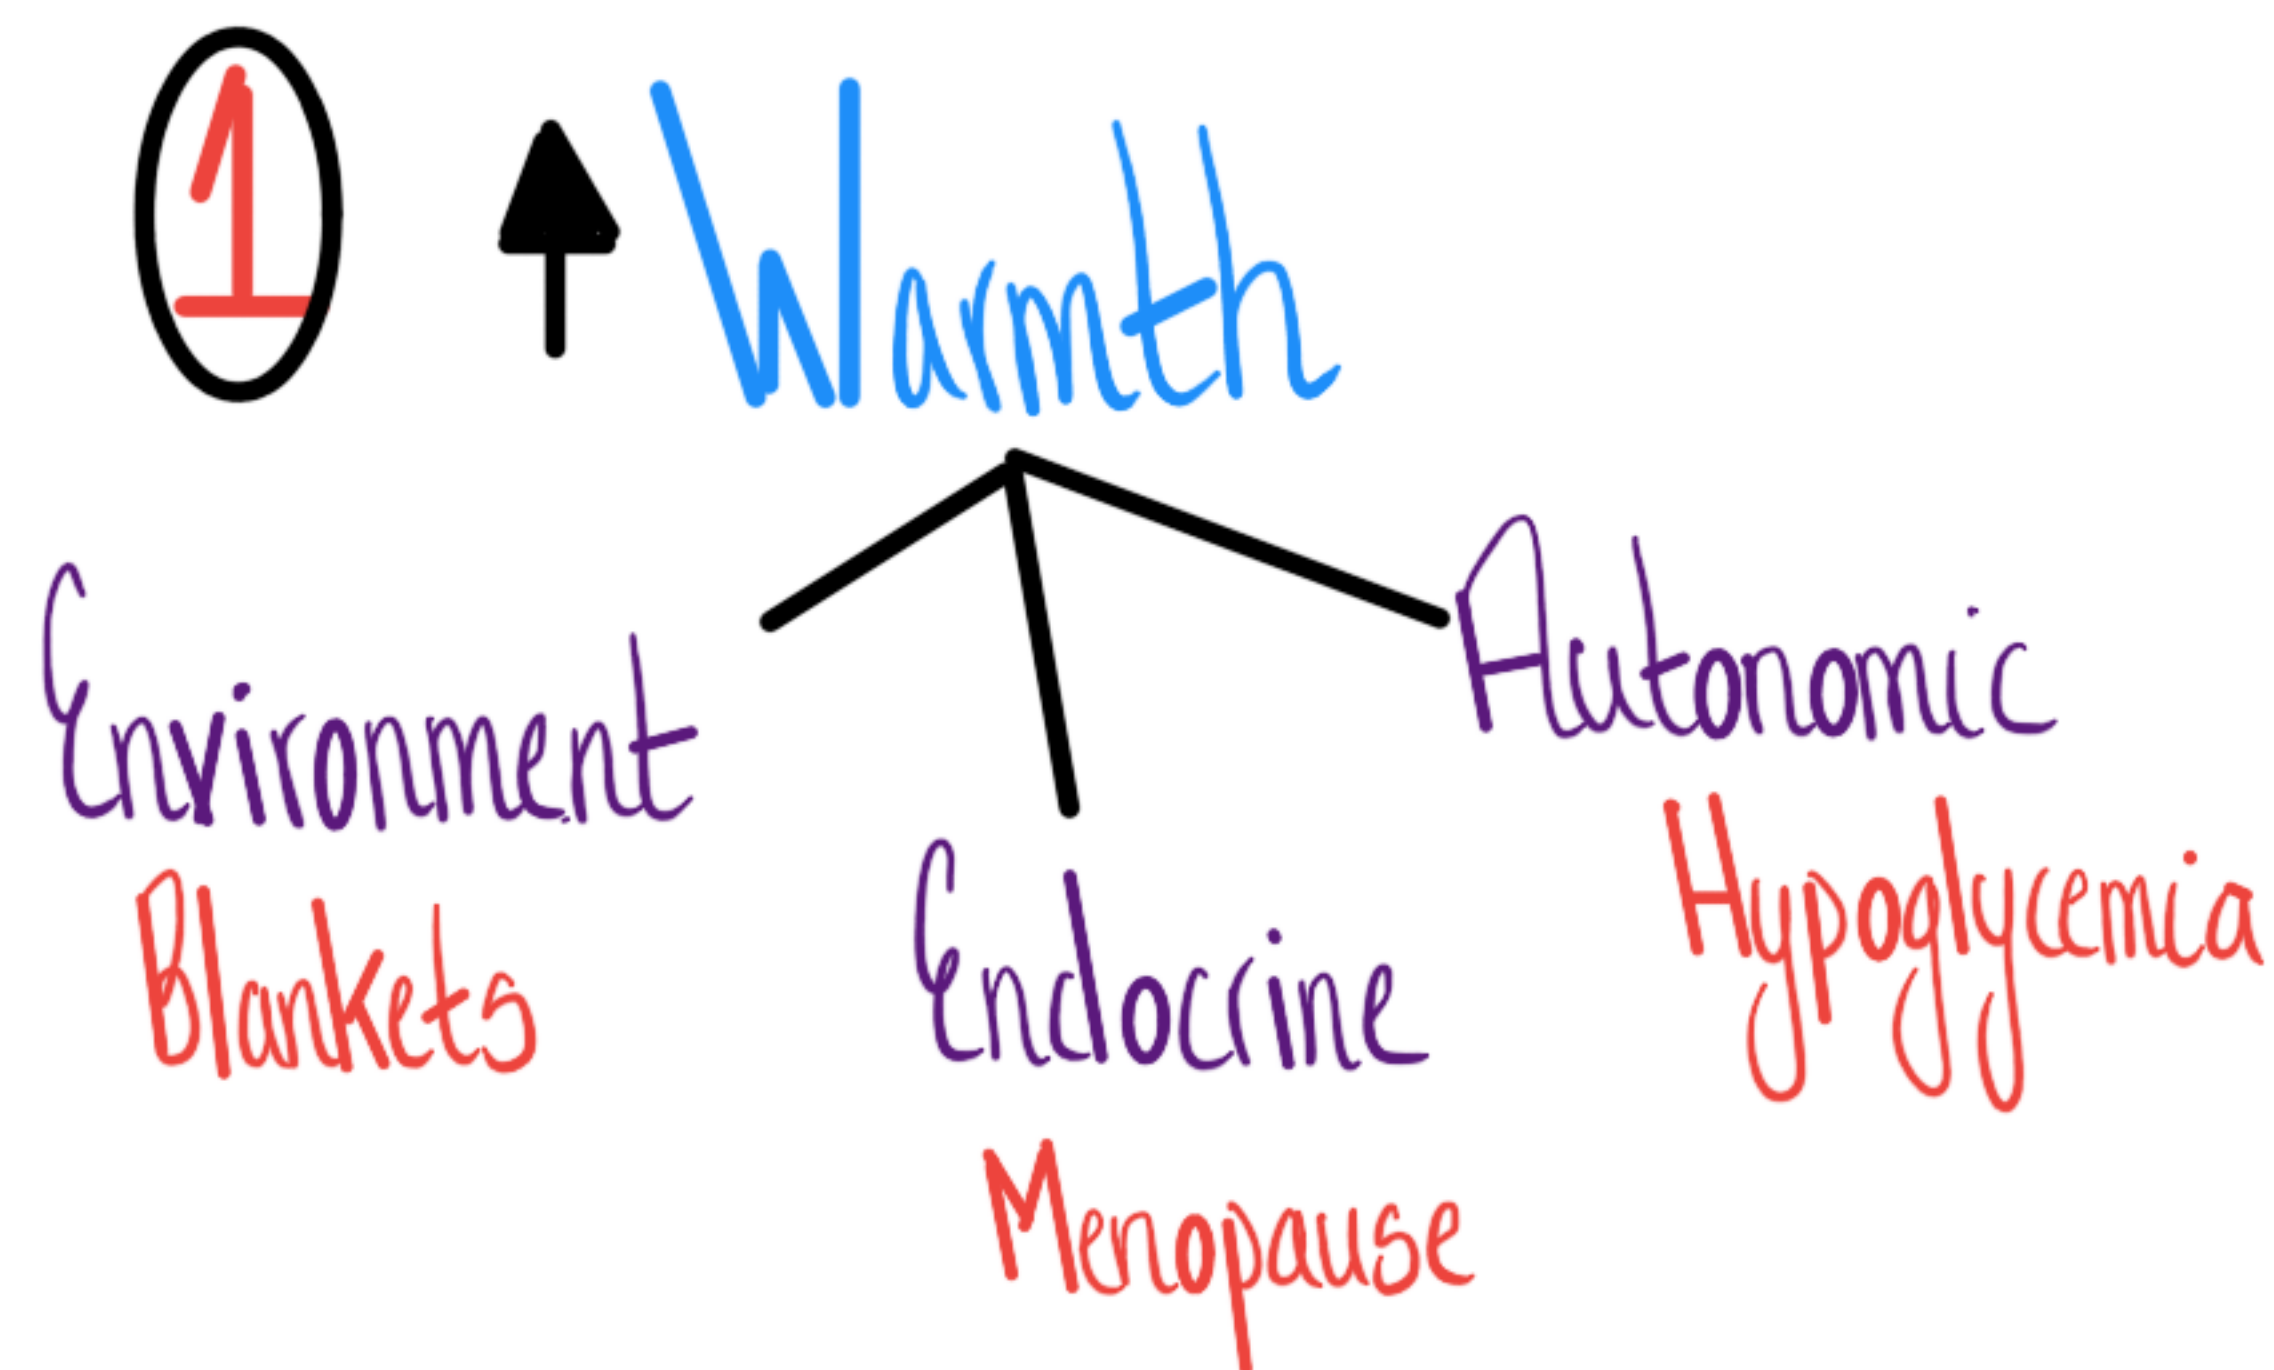 1 ↑ Warmth
Environment
Blankets
Endocrine
Menopause
Autonomic
Hypoglycemia